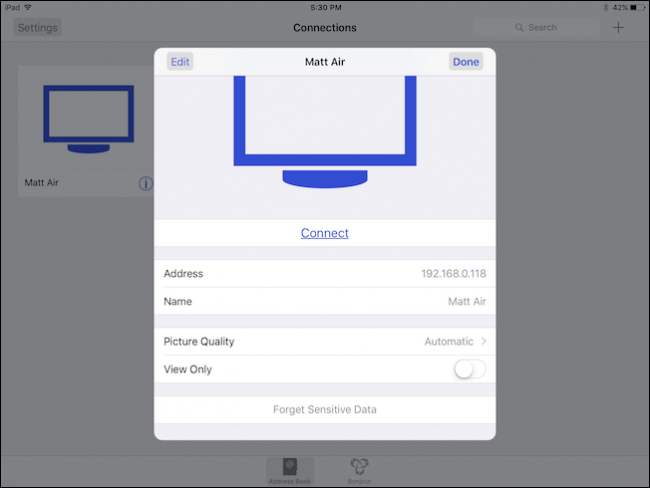 iPad 5:30 PM 42%
Settings Connections Search
Edit Matt Air Done
Matt Air
Connect
Address 192.168.0.118
Name Matt Air
Picture Quality Automatic
View Only
Forget Sensitive Data
Address Book Bonjour